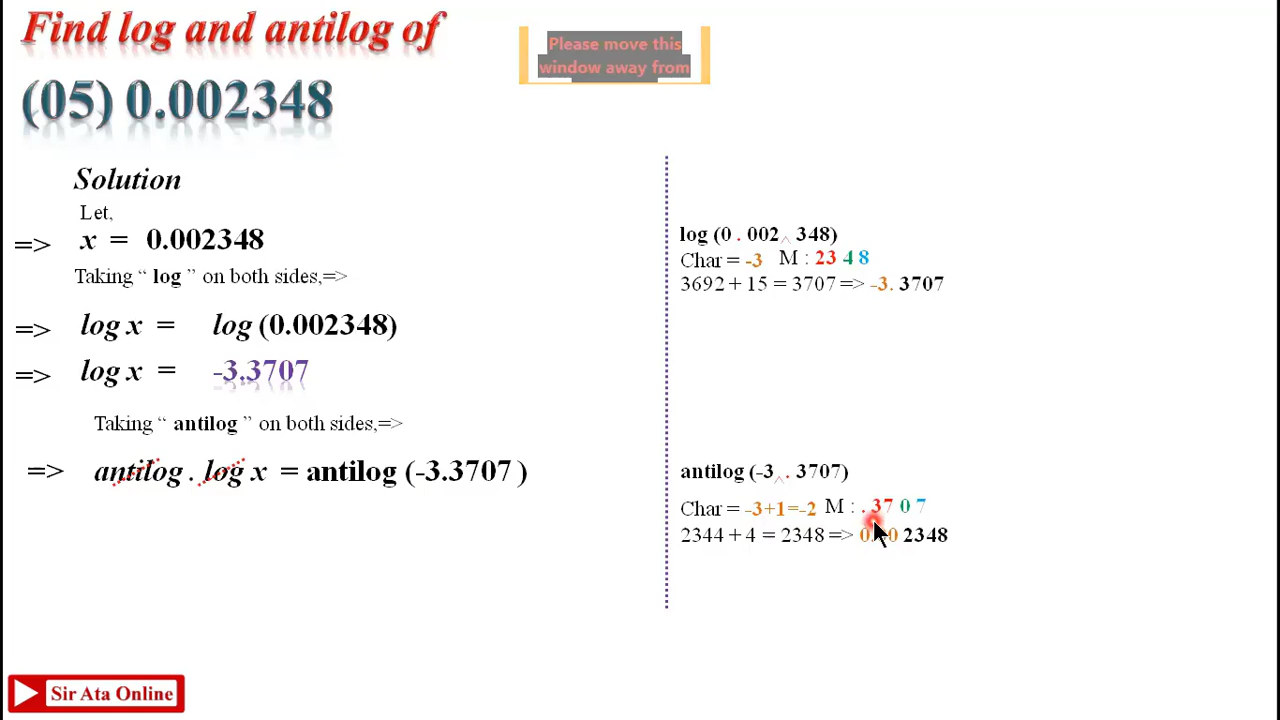 Find log and antilog of
Please move this
window away from
(05) 0.002348
Solution
Let,
=> x = 0.002348
Taking “ log ” on both sides,=>
=> log x = log (0.002348)
=> log x = -3.3707
Taking “ antilog ” on both sides,=>
=> antilog . log x = antilog (-3.3707 )
log (0 . 002 ^ 348)
Char = -3 M : 23 4 8
3692 + 15 = 3707 => -3. 3707
antilog (-3 ^ . 3707)
Char = -3+1=-2 M : . 37 0 7
2344 + 4 = 2348 => 2348
Sir Ata Online